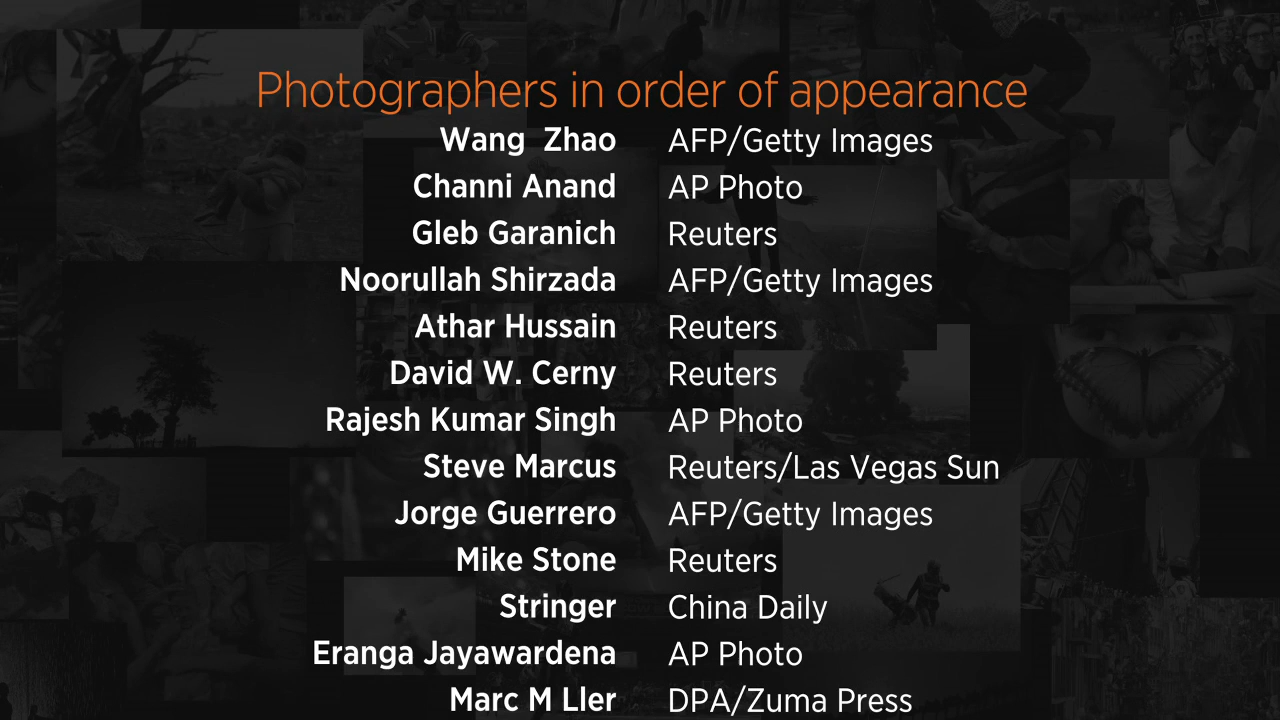 Photographers in order of appearance
Wang Zhao AFP/Getty Images
Channi Anand AP Photo
Gleb Garanich Reuters
Noorullah Shirzada AFP/Getty Images
Athar Hussain Reuters
David W. Cerny Reuters
Rajesh Kumar Singh AP Photo
Steve Marcus Reuters/Las Vegas Sun
Jorge Guerrero AFP/Getty Images
Mike Stone Reuters
Stringer China Daily
Eranga Jayawardena AP Photo
Marc M Ller DPA/Zuma Press